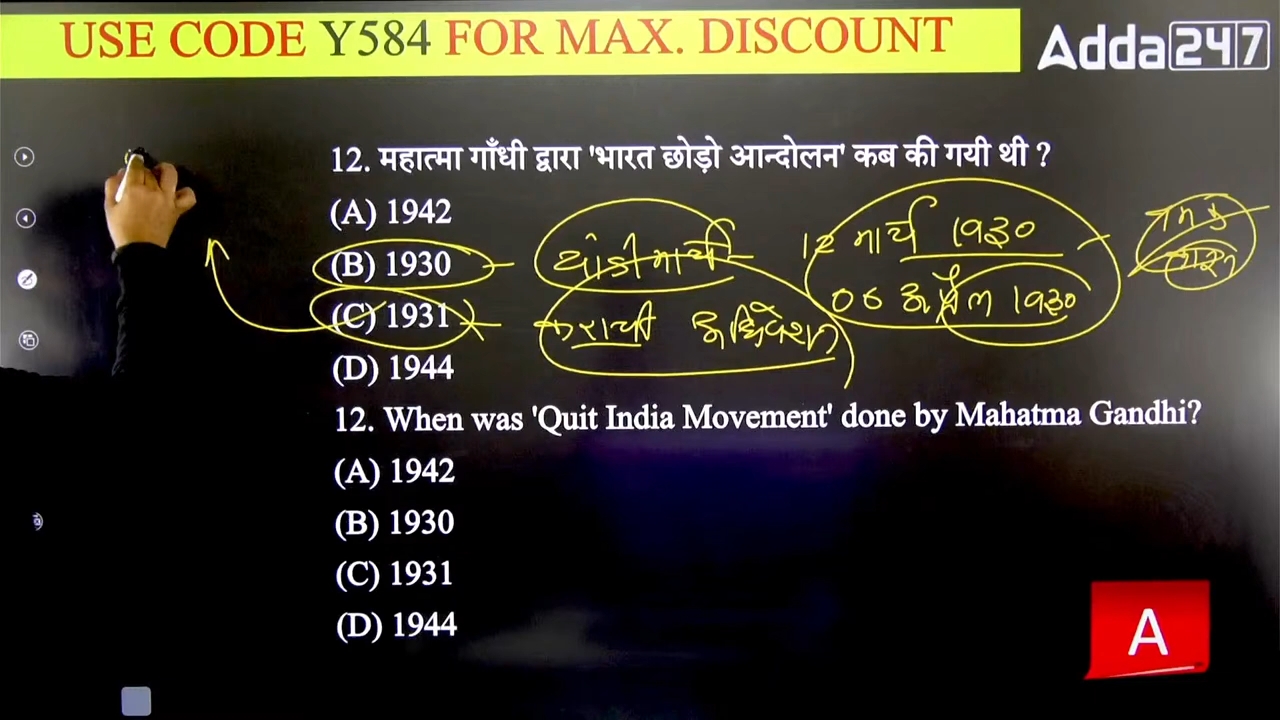 USE CODE Y584 FOR MAX. DISCOUNT
Adda247
12. महात्मा गाँधी द्वारा 'भारत छोड़ो आन्दोलन' कब की गयी थी ?
(A) 1942
(B) 1930
12 मार्च 1930
(C) 1931
कराची अधिवेशन
06 अप्रैल 1930
(D) 1944
12. When was 'Quit India Movement' done by Mahatma Gandhi?
(A) 1942
(B) 1930
(C) 1931
(D) 1944
A